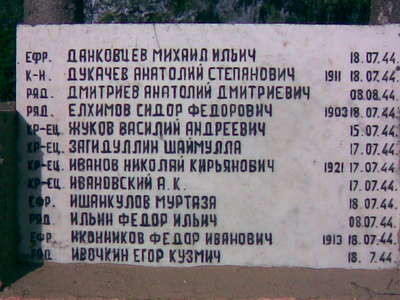 ЕФР. ДАНКОВЦЕВ МИХАИЛ ИЛЬИЧ 18.07.44.
К-Н. ДУКАЧЕВ АНАТОЛИЙ СТЕПАНОВИЧ 1911 18.07.44.
РЯД. ДМИТРИЕВ АНАТОЛИЙ ДМИТРИЕВИЧ 08.08.44.
РЯД. ЕЛХИМОВ СИДОР ФЕДОРОВИЧ 1903 18.07.44.
КР-ЕЦ. ЖУКОВ ВАСИЛИЙ АНДРЕЕВИЧ 15.07.44.
КР-ЕЦ. ЗАГИДУЛЛИН ШАЙМУЛЛА 17.07.44.
КР-ЕЦ. ИВАНОВ НИКОЛАЙ КИРЬЯНОВИЧ 1921 17.07.44.
КР-ЕЦ. ИВАНОВСКИЙ А.К. 17.07.44.
ЕФР. ИШАНКУЛОВ МУРТАЗА 18.07.44.
РЯД. ИЛЬИН ФЕДОР ИЛЬИЧ 08.07.44.
ЕФР. ИКОННИКОВ ФЕДОР ИВАНОВИЧ 1913 18.07.44.
РЯД. ИВОЧКИН ЕГОР КУЗМИЧ 18.7.44.